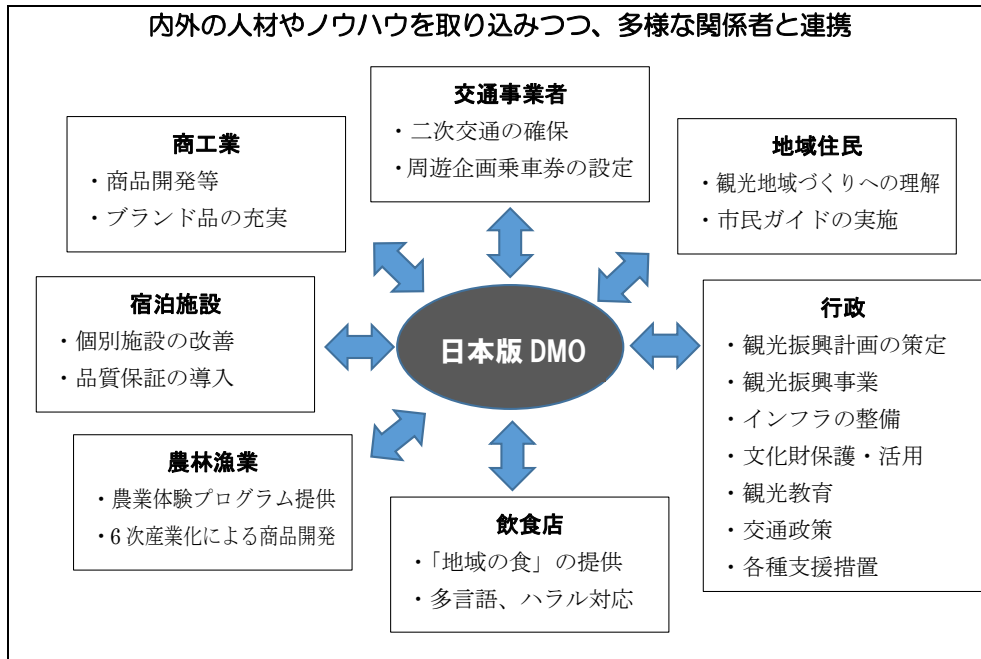 内外の人材やノウハウを取り込みつつ、多様な関係者と連携
交通事業者
・二次交通の確保
・周遊企画乗車券の設定
商工業
・商品開発等
・ブランド品の充実
地域住民
・観光地域づくりへの理解
・市民ガイドの実施
宿泊施設
・個別施設の改善
・品質保証の導入
日本版 DMO
行政
・観光振興計画の策定
・観光振興事業
・インフラの整備
・文化財保護・活用
・観光教育
・交通政策
・各種支援措置
農林漁業
・農業体験プログラム提供
・6 次産業化による商品開発
飲食店
・「地域の食」の提供
・多言語、ハラル対応